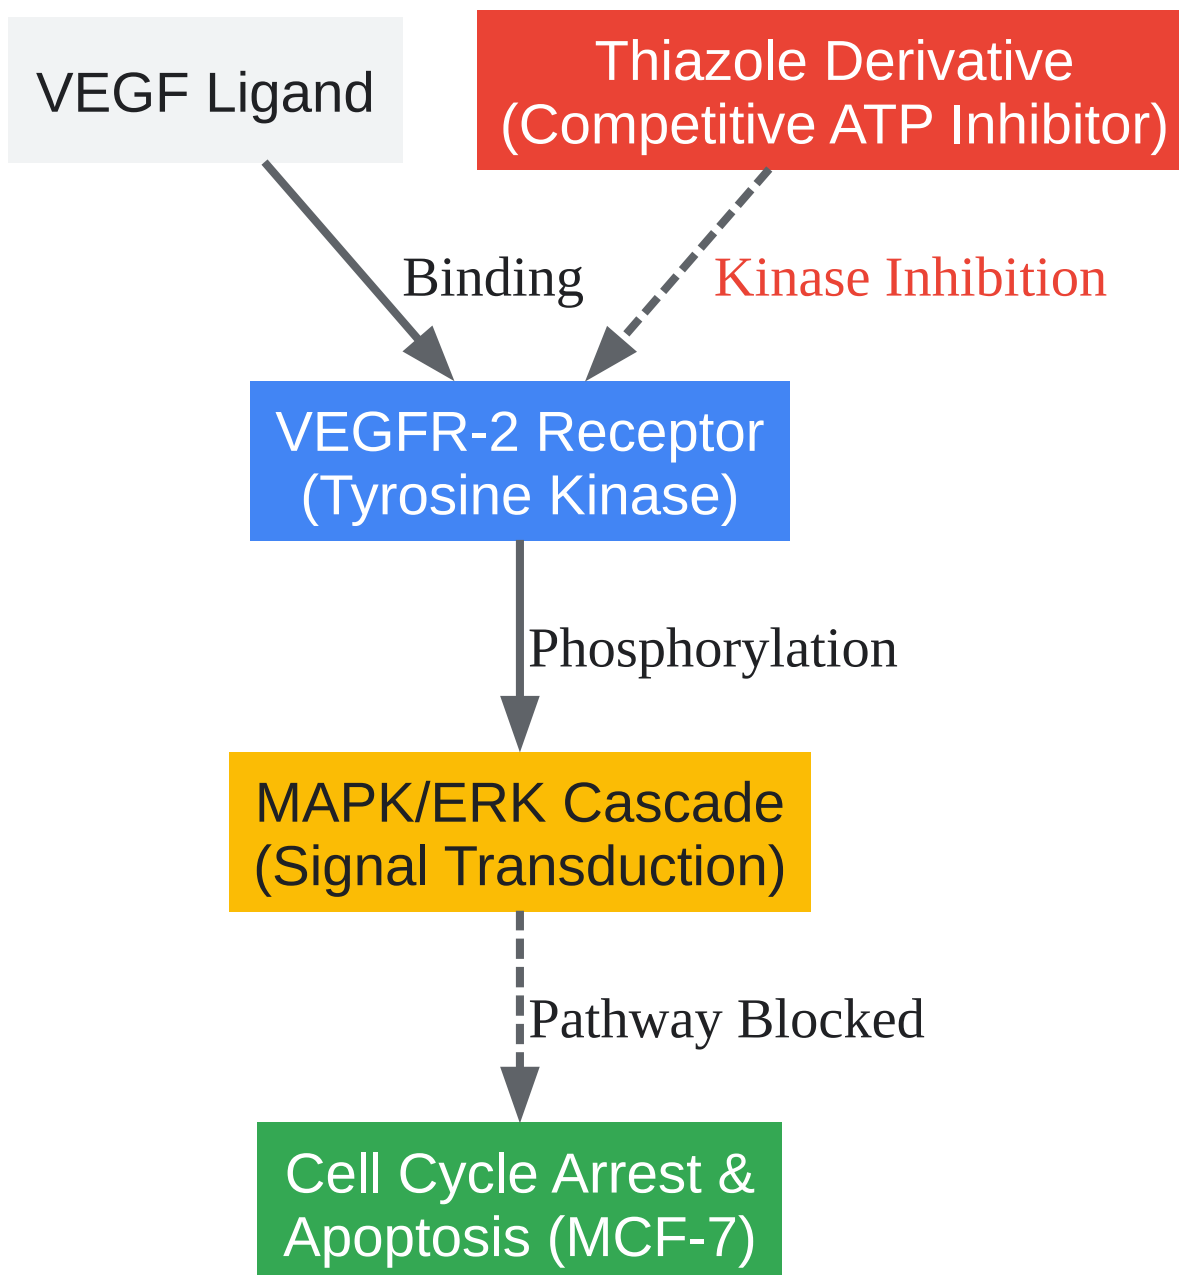 VEGF Ligand
Thiazole Derivative
(Competitive ATP Inhibitor)
Binding
Kinase Inhibition
VEGFR-2 Receptor
(Tyrosine Kinase)
Phosphorylation
MAPK/ERK Cascade
(Signal Transduction)
Pathway Blocked
Cell Cycle Arrest &
Apoptosis (MCF-7)